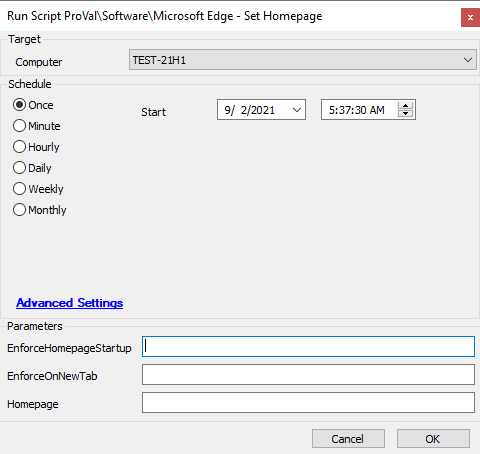 Run Script ProVal\Software\Microsoft Edge - Set Homepage
x
Target
Computer
TEST-21H1
Schedule
Once
Start
9/ 2/2021
5:37:30 AM
Minute
Hourly
Daily
Weekly
Monthly
Advanced Settings
Parameters
EnforceHomepageStartup
EnforceOnNewTab
Homepage
Cancel
OK